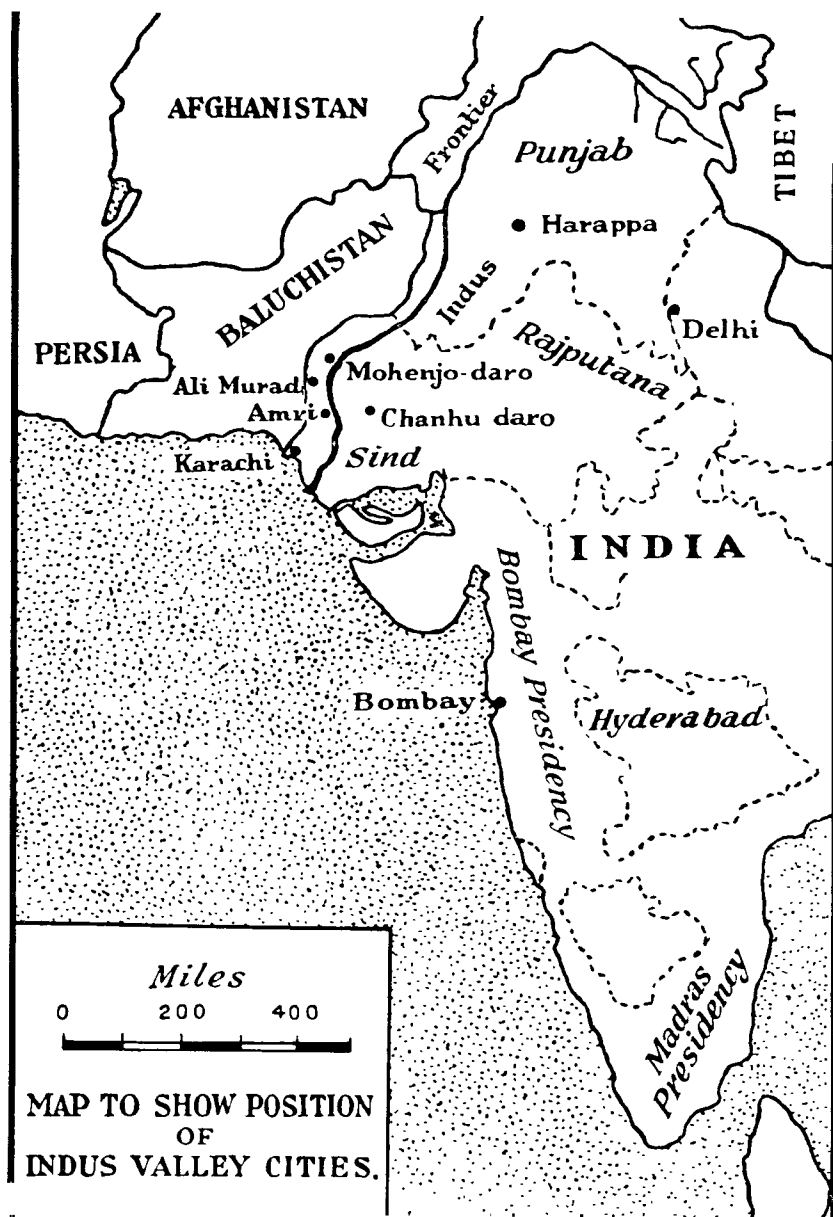 AFGHANISTAN
Frontier
Punjab
TIBET
Harappa
BALUCHISTAN
Indus
Delhi
Rajputana
PERSIA
Mohenjo-daro
Ali Murad
Amri
Chanhu daro
Karachi
Sind
INDIA
Bombay Presidency
Bombay
Hyderabad
Madras
Presidency
Miles
0 200 400
MAP TO SHOW POSITION
OF
INDUS VALLEY CITIES.